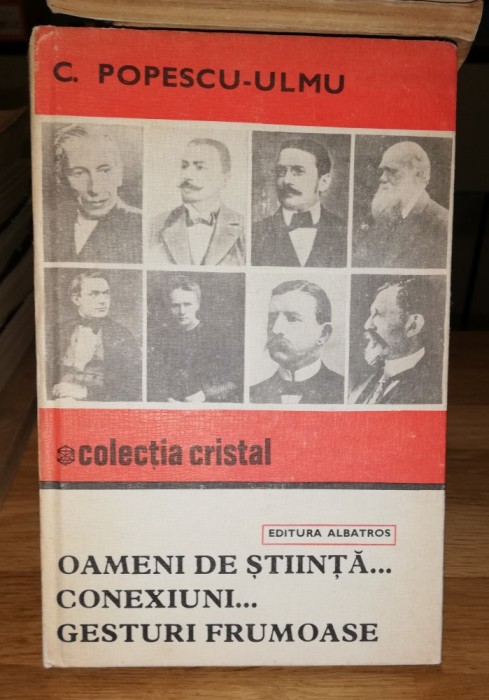 C. POPESCU-ULMU
colecția cristal
EDITURA ALBATROS
OAMENI DE ȘTIINȚĂ...
CONEXIUNI...
GESTURI FRUMOASE